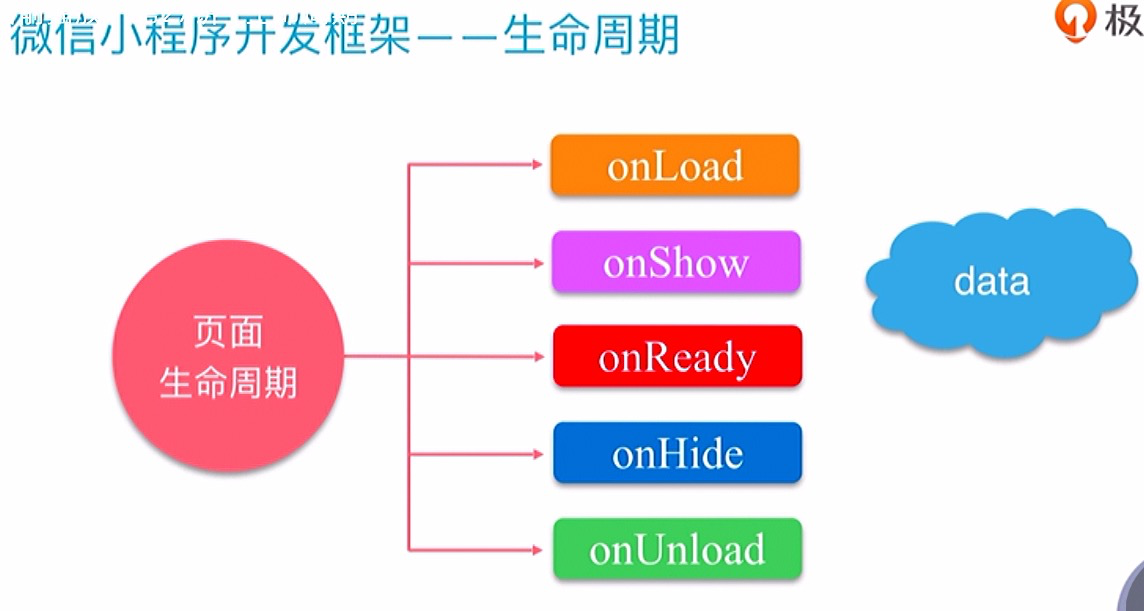 微信小程序开发框架——生命周期
极
页面
生命周期
onLoad
onShow
onReady
onHide
onUnload
data